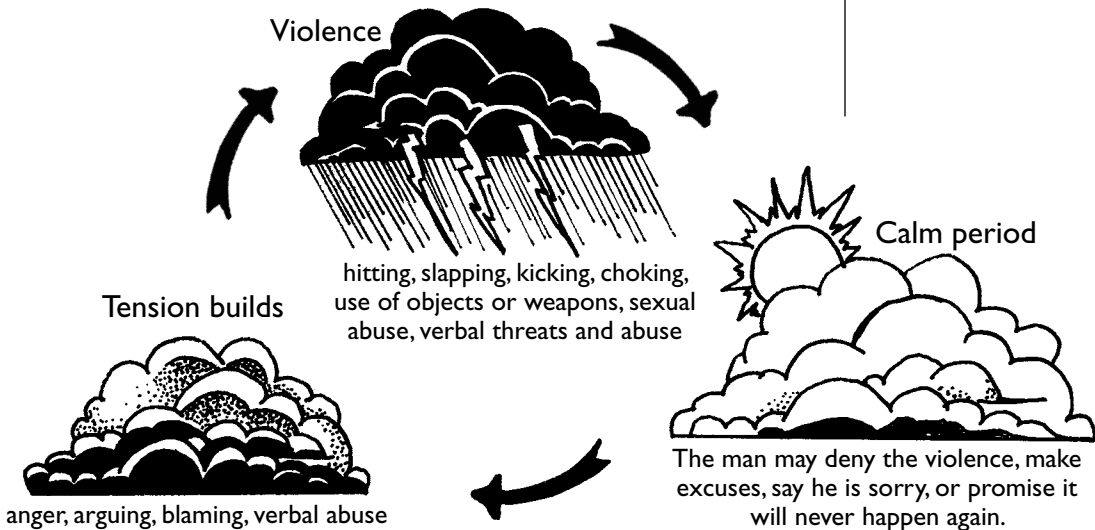 Violence
hitting, slapping, kicking, choking,
use of objects or weapons, sexual
abuse, verbal threats and abuse
Calm period
The man may deny the violence, make
excuses, say he is sorry, or promise it
will never happen again.
Tension builds
anger, arguing, blaming, verbal abuse